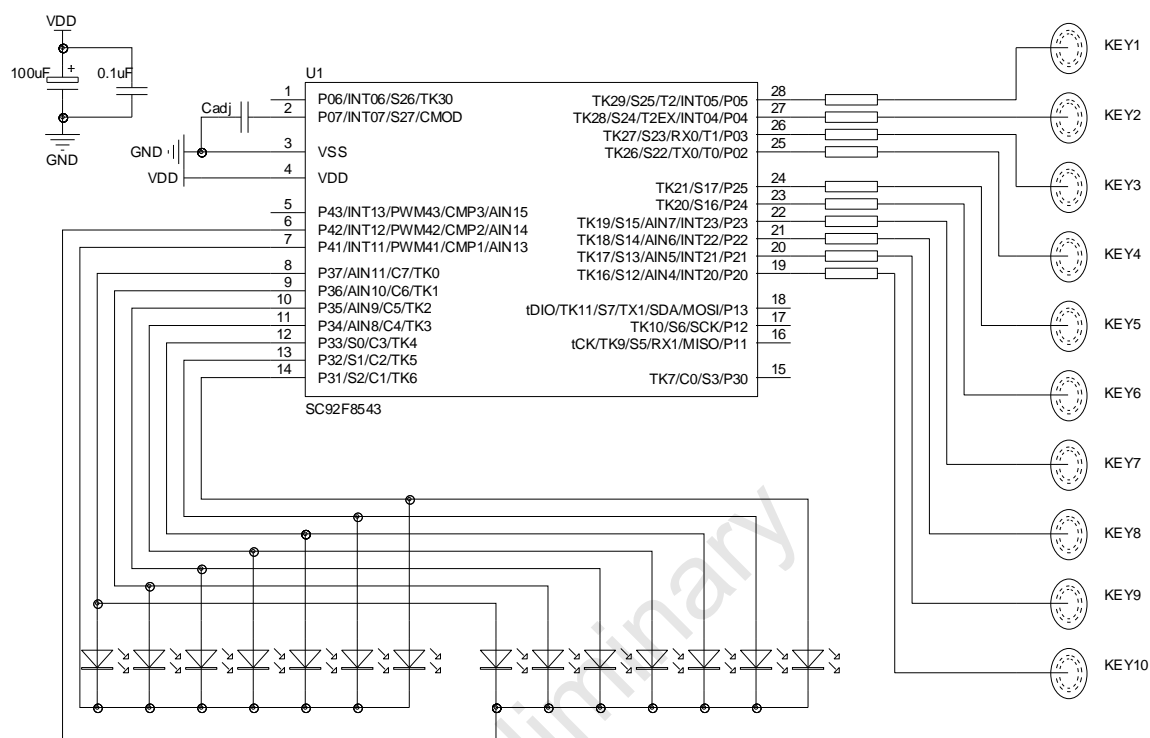 VDD
100uF
+
0.1uF
GND
U1
Cadj
GND
VDD
1 P06/INT06/S26/TK30
2 P07/INT07/S27/CMOD
3 VSS
4 VDD
5 P43/INT13/PWM43/CMP3/AIN15
6 P42/INT12/PWM42/CMP2/AIN14
7 P41/INT11/PWM41/CMP1/AIN13
8 P37/AIN11/C7/TK0
9 P36/AIN10/C6/TK1
10 P35/AIN9/C5/TK2
11 P34/AIN8/C4/TK3
12 P33/S0/C3/TK4
13 P32/S1/C2/TK5
14 P31/S2/C1/TK6
TK29/S25/T2/INT05/P05 28
TK28/S24/T2EX/INT04/P04 27
TK27/S23/RX0/T1/P03 26
TK26/S22/TX0/T0/P02 25
TK21/S17/P25 24
TK20/S16/P24 23
TK19/S15/AIN7/INT23/P23 22
TK18/S14/AIN6/INT22/P22 21
TK17/S13/AIN5/INT21/P21 20
TK16/S12/AIN4/INT20/P20 19
tDIO/TK11/S7/TX1/SDA/MOSI/P13 18
TK10/S6/SCK/P12 17
tCK/TK9/S5/RX1/MISO/P11 16
TK7/C0/S3/P30 15
SC92F8543
KEY1
KEY2
KEY3
KEY4
KEY5
KEY6
KEY7
KEY8
KEY9
KEY10
liminary